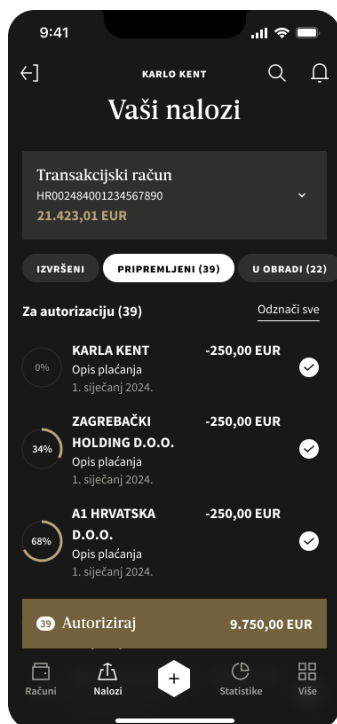 9:41
KARLO KENT
Vaši nalozi
Transakcijski račun
HR002484001234567890
21.423,01 EUR
IZVRŠENI
PRIPREMLJENI (39)
U OBRADI (22)
Za autorizaciju (39)
Odznači sve
0%
KARLA KENT
-250,00 EUR
Opis plaćanja
1. siječanj 2024.
34%
ZAGREBAČKI
HOLDING D.O.O.
-250,00 EUR
Opis plaćanja
1. siječanj 2024.
68%
A1 HRVATSKA
D.O.O.
-250,00 EUR
Opis plaćanja
1. siječanj 2024.
39 Autoriziraj
9.750,00 EUR
Računi
Nalozi
Statistike
Više